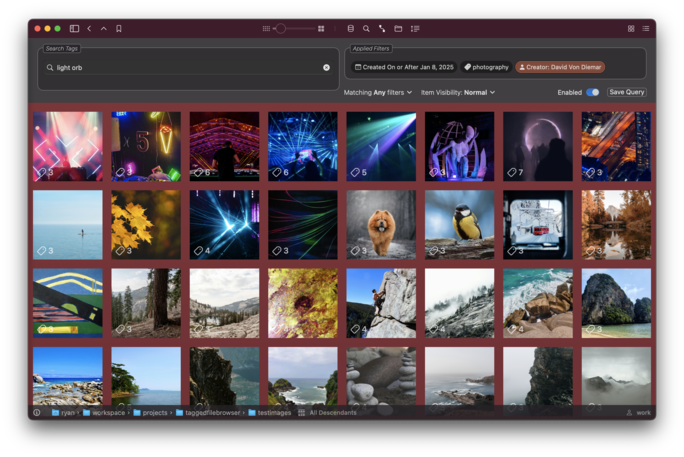 Search Tags
light orb
Applied Filters
Created On or After Jan 8, 2025
photography
Creator: David Von Diemar
Matching Any filters
Item Visibility: Normal
Enabled
Save Query
3
3
6
6
5
3
7
3
3
3
4
3
3
3
3
3
3
3
4
4
4
4
4
3
ryan
workspace
projects
taggedfilebrowser
testimages
All Descendants
work